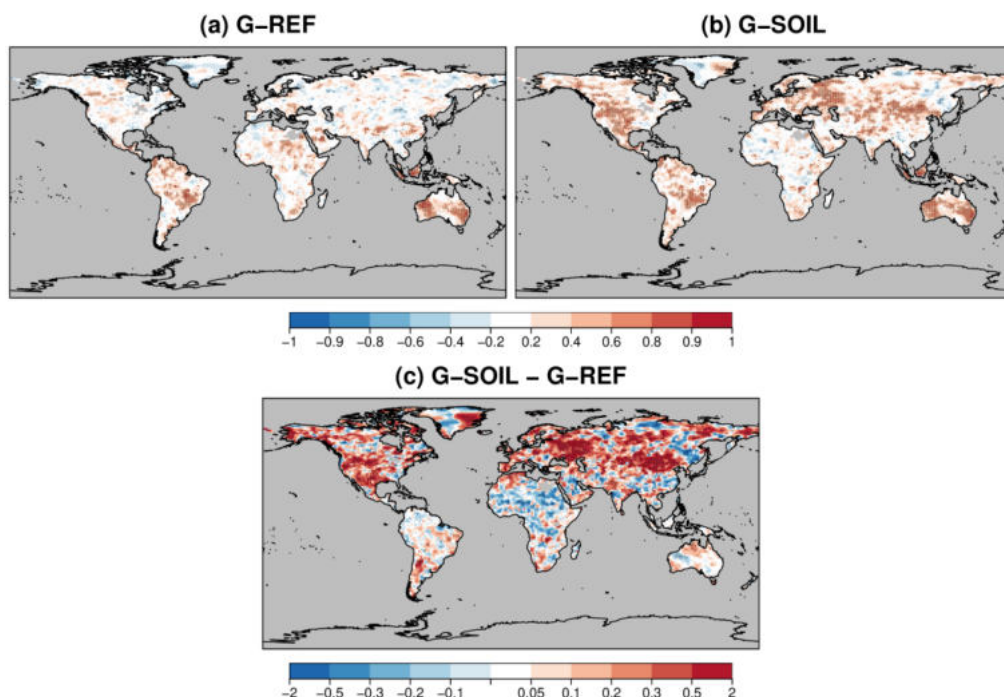 (a) G−REF
(b) G−SOIL
−1 −0.9 −0.8 −0.6 −0.4 −0.2 0.2 0.4 0.6 0.8 0.9 1
(c) G−SOIL − G−REF
−2 −0.5 −0.3 −0.2 −0.1 0.05 0.1 0.2 0.3 0.5 2